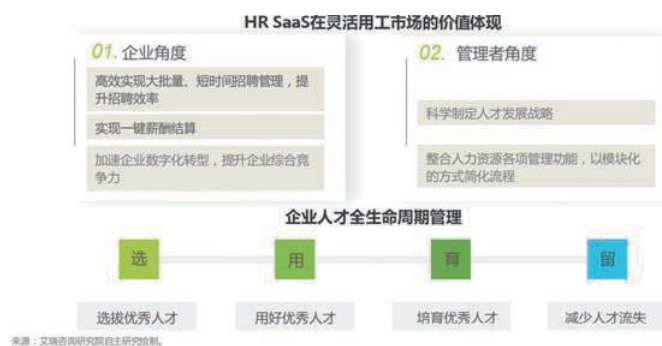 HR SaaS在灵活用工市场的价值体现
01. 企业角度
高效实现大批量、短时间招聘管理，提
升招聘效率
实现一键薪酬结算
加速企业数字化转型，提升企业综合竞
争力
02. 管理者角度
科学制定人才发展战略
整合人力资源各项管理功能，以模块化
的方式简化流程
企业人才全生命周期管理
选
用
育
留
选拔优秀人才
用好优秀人才
培育优秀人才
减少人才流失
来源：艾瑞咨询研究院自主研究绘制。